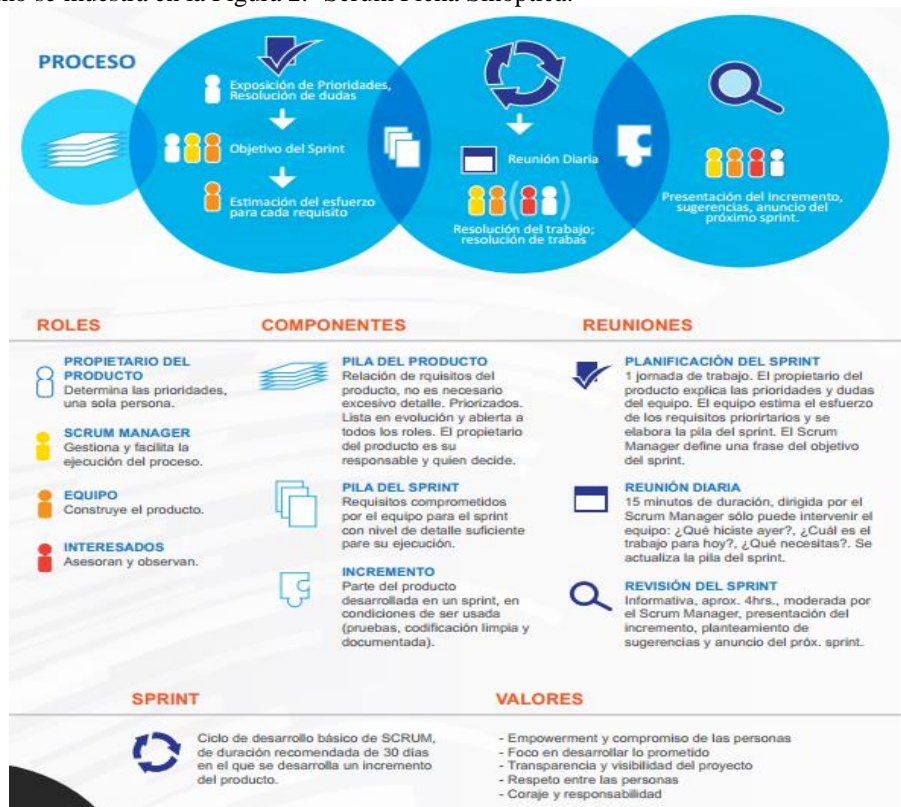 no se muestra en la Figura 2. Scrum Ficha Sinóptica.
PROCESO
Exposición de Prioridades,
Resolución de dudas
Objetivo del Sprint
Estimación del esfuerzo
para cada requisito
Reunión Diaria
Resolución del trabajo;
resolución de trabas
Presentación del Incremento,
sugerencias, anuncio del
próximo sprint.
ROLES
PROPIETARIO DEL
PRODUCTO
Determina las prioridades,
una sola persona.
SCRUM MANAGER
Gestiona y facilita la
ejecución del proceso.
EQUIPO
Construye el producto.
INTERESADOS
Asesoran y observan.
COMPONENTES
PILA DEL PRODUCTO
Relación de rquisitos del
producto, no es necesario
excesivo detalle. Priorizados.
Lista en evolución y abierta a
todos los roles. El propietario
del producto es su
responsable y quien decide.
PILA DEL SPRINT
Requisitos comprometidos
por el equipo para el sprint
con nivel de detalle suficiente
pare su ejecución.
INCREMENTO
Parte del producto
desarrollada en un sprint, en
condiciones de ser usada
(pruebas, codificación limpia y
documentada).
REUNIONES
PLANIFICACIÓN DEL SPRINT
1 jornada de trabajo. El propietario del
producto explica las prioridades y dudas
del equipo. El equipo estima el esfuerzo
de los requisitos priorirtarios y se
elabora la pila del sprint. El Scrum
Manager define una frase del objetivo
del sprint.
REUNIÓN DIARIA
15 minutos de duración, dirigida por el
Scrum Manager sólo puede intervenir el
equipo: ¿Qué hiciste ayer?, ¿Cuál es el
trabajo para hoy?, ¿Qué necesitas?. Se
actualiza la pila del sprint.
REVISIÓN DEL SPRINT
Informativa, aprox. 4hrs., moderada por
el Scrum Manager, presentación del
incremento, planteamiento de
sugerencias y anuncio del próx. sprint.
SPRINT
Ciclo de desarrollo básico de SCRUM,
de duración recomendada de 30 días
en el que se desarrolla un incremento
del producto.
VALORES
- Empowerment y compromiso de las personas
- Foco en desarrollar lo prometido
- Transparencia y visibilidad del proyecto
- Respeto entre las personas
- Coraje y responsabilidad